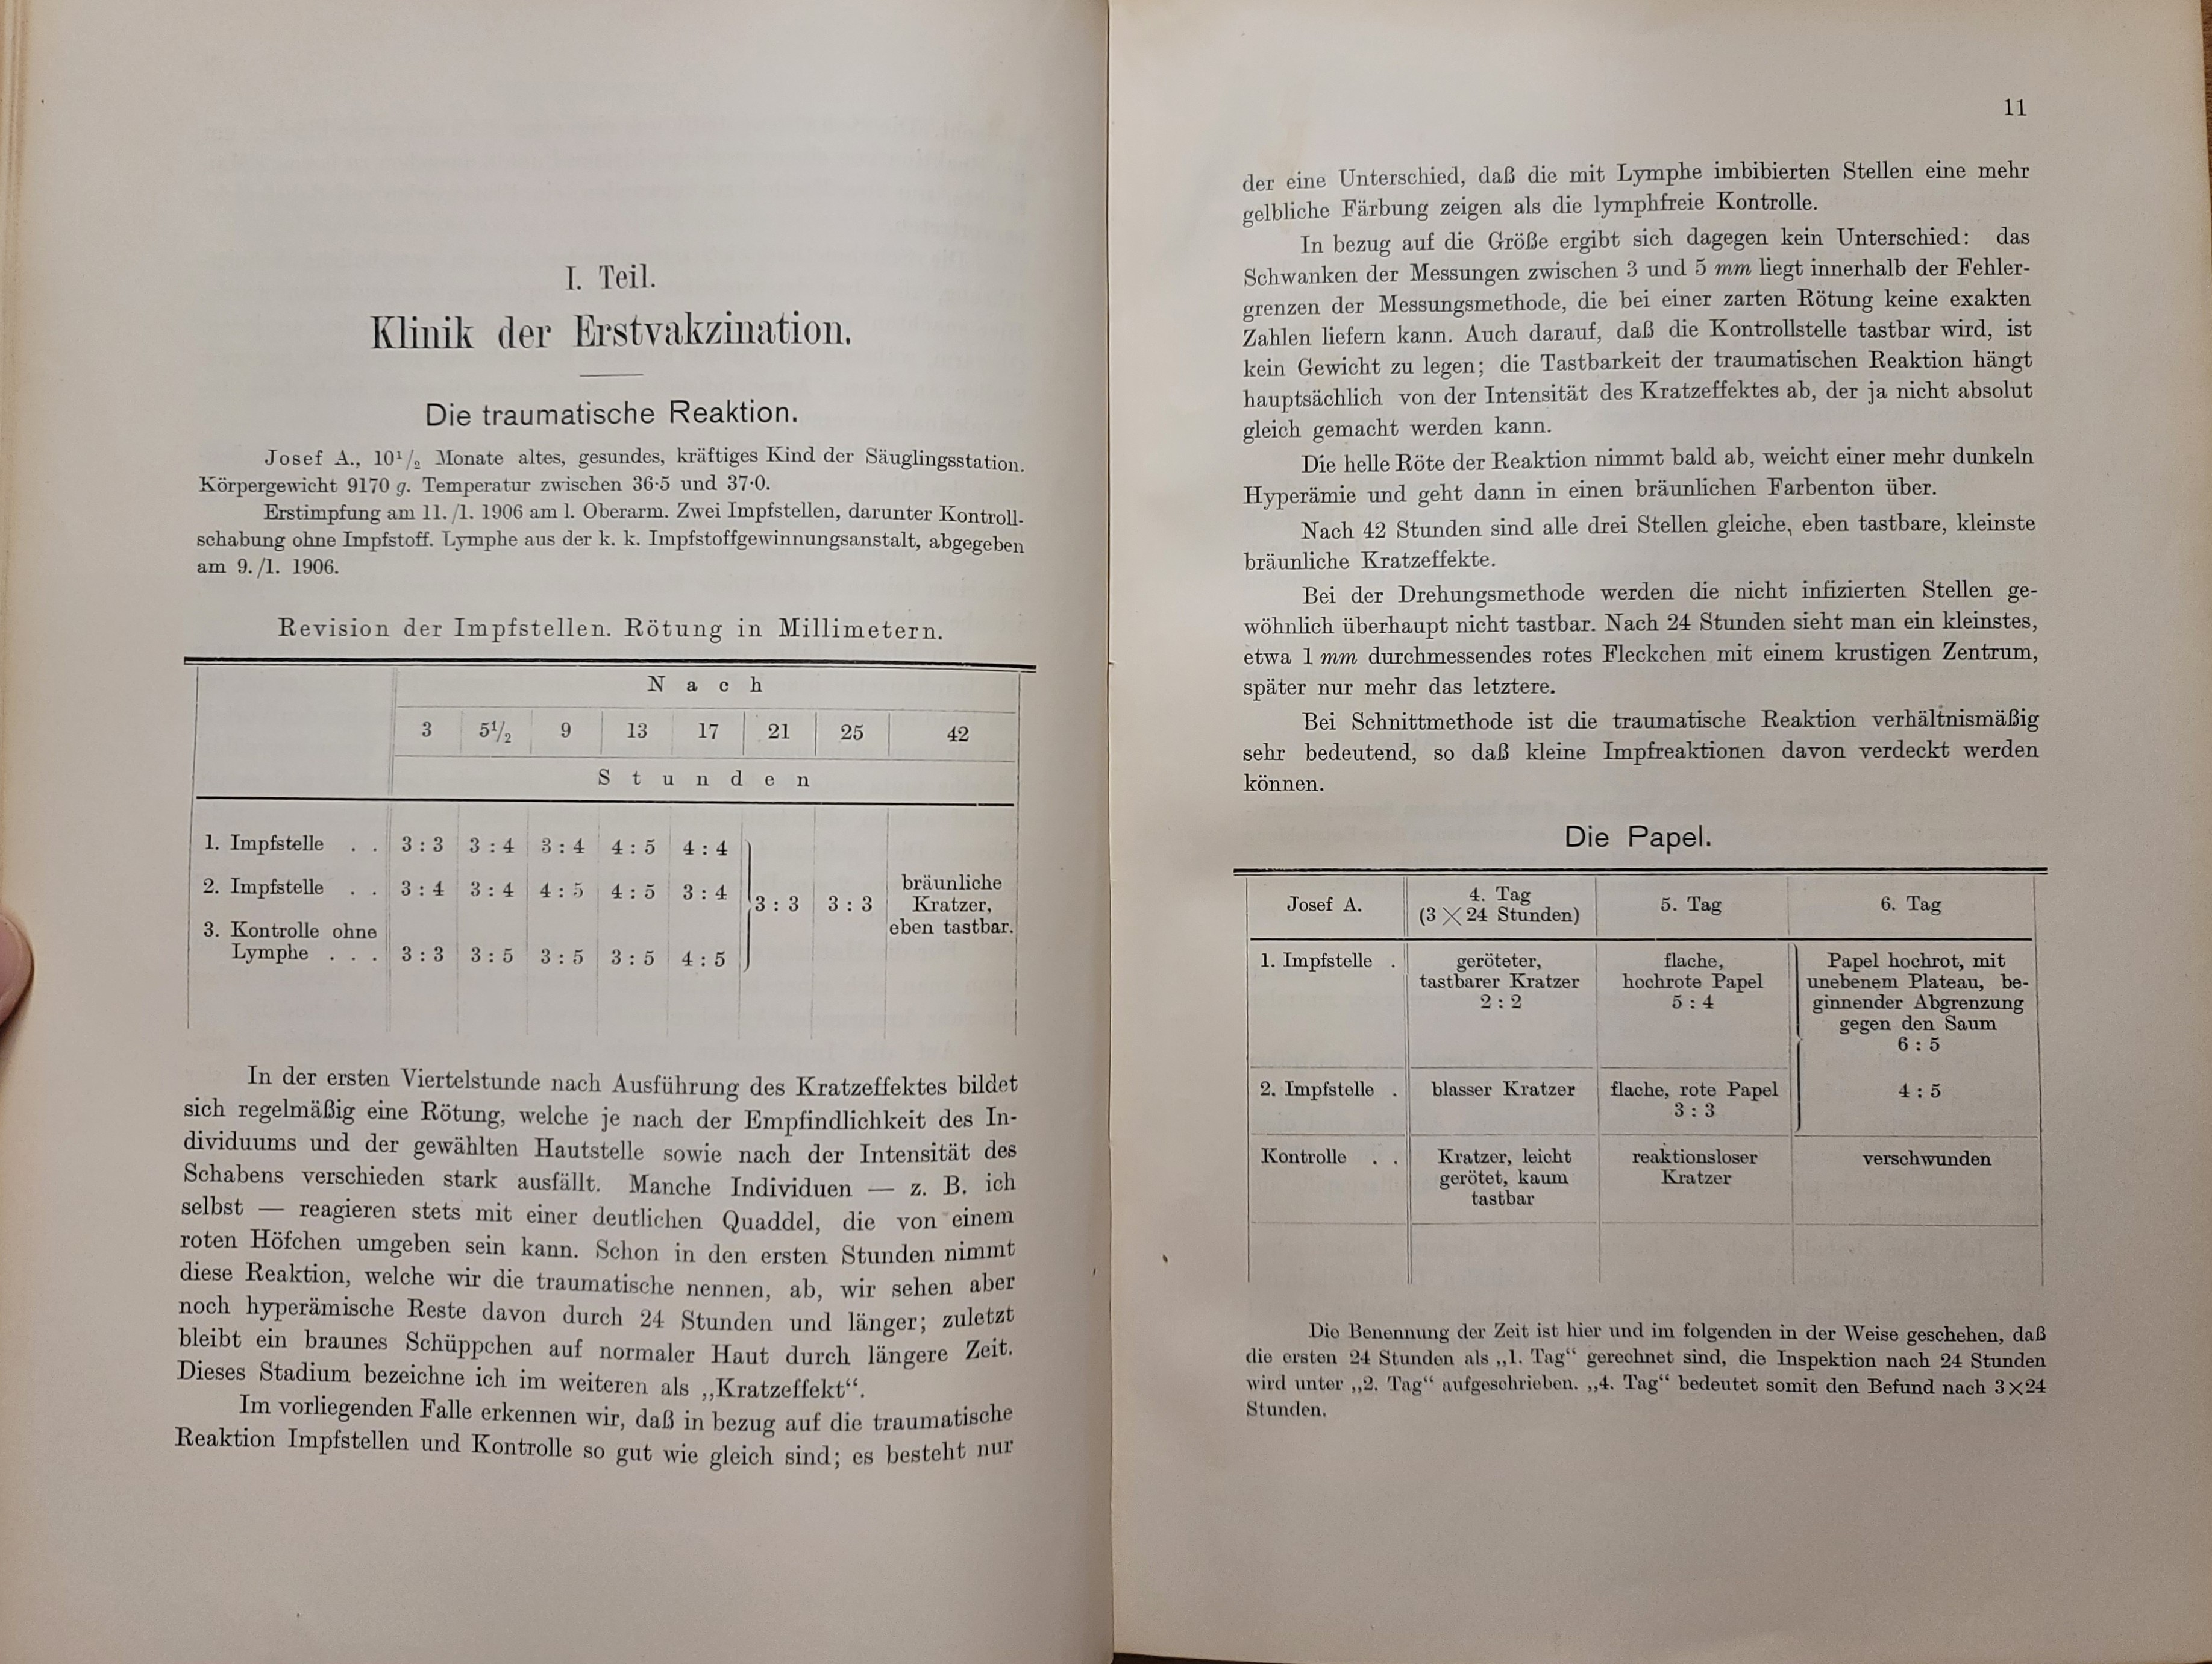 I. Teil.
Klinik der Erstvakzination.
Die traumatische Reaktion.
Josef A., 10¹/₂ Monate altes, gesundes, kräftiges Kind der Säuglingsstation.
Körpergewicht 9170 g. Temperatur zwischen 36·5 und 37·0.
Erstimpfung am 11./1. 1906 am l. Oberarm. Zwei Impfstellen, darunter Kontroll-
schabung ohne Impfstoff. Lymphe aus der k. k. Impfstoffgewinnungsanstalt, abgegeben
am 9./1. 1906.
Revision der Impfstellen. Rötung in Millimetern.
Nach
3 5¹/₂ 9 13 17 21 25 42
Stunden
1. Impfstelle . . 3 : 3 3 : 4 3 : 4 4 : 5 4 : 4
2. Impfstelle . . 3 : 4 3 : 4 4 : 5 4 : 5 3 : 4
3 : 3 3 : 3
bräunliche
Kratzer,
eben tastbar.
3. Kontrolle ohne
Lymphe . . . 3 : 3 3 : 5 3 : 5 3 : 5 4 : 5
In der ersten Viertelstunde nach Ausführung des Kratzeffektes bildet
sich regelmäßig eine Rötung, welche je nach der Empfindlichkeit des In-
dividuums und der gewählten Hautstelle sowie nach der Intensität des
Schabens verschieden stark ausfällt. Manche Individuen — z. B. ich
selbst — reagieren stets mit einer deutlichen Quaddel, die von einem
roten Höfchen umgeben sein kann. Schon in den ersten Stunden nimmt
diese Reaktion, welche wir die traumatische nennen, ab, wir sehen aber
noch hyperämische Reste davon durch 24 Stunden und länger; zuletzt
bleibt ein braunes Schüppchen auf normaler Haut durch längere Zeit.
Dieses Stadium bezeichne ich im weiteren als „Kratzeffekt“.
Im vorliegenden Falle erkennen wir, daß in bezug auf die traumatische
Reaktion Impfstellen und Kontrolle so gut wie gleich sind; es besteht nur
11
der eine Unterschied, daß die mit Lymphe imbibierten Stellen eine mehr
gelbliche Färbung zeigen als die lymphfreie Kontrolle.
In bezug auf die Größe ergibt sich dagegen kein Unterschied: das
Schwanken der Messungen zwischen 3 und 5 mm liegt innerhalb der Fehler-
grenzen der Messungsmethode, die bei einer zarten Rötung keine exakten
Zahlen liefern kann. Auch darauf, daß die Kontrollstelle tastbar wird, ist
kein Gewicht zu legen; die Tastbarkeit der traumatischen Reaktion hängt
hauptsächlich von der Intensität des Kratzeffektes ab, der ja nicht absolut
gleich gemacht werden kann.
Die helle Röte der Reaktion nimmt bald ab, weicht einer mehr dunkeln
Hyperämie und geht dann in einen bräunlichen Farbenton über.
Nach 42 Stunden sind alle drei Stellen gleiche, eben tastbare, kleinste
bräunliche Kratzeffekte.
Bei der Drehungsmethode werden die nicht infizierten Stellen ge-
wöhnlich überhaupt nicht tastbar. Nach 24 Stunden sieht man ein kleinstes,
etwa 1 mm durchmessendes rotes Fleckchen mit einem krustigen Zentrum,
später nur mehr das letztere.
Bei Schnittmethode ist die traumatische Reaktion verhältnismäßig
sehr bedeutend, so daß kleine Impfreaktionen davon verdeckt werden
können.
Die Papel.
Josef A.
4. Tag
(3 × 24 Stunden)
5. Tag
6. Tag
1. Impfstelle .
geröteter,
tastbarer Kratzer
2 : 2
flache,
hochrote Papel
5 : 4
Papel hochrot, mit
unebenem Plateau, be-
ginnender Abgrenzung
gegen den Saum
6 : 5
2. Impfstelle .
blasser Kratzer
flache, rote Papel
3 : 3
4 : 5
Kontrolle . .
Kratzer, leicht
gerötet, kaum
tastbar
reaktionsloser
Kratzer
verschwunden
Die Benennung der Zeit ist hier und im folgenden in der Weise geschehen, daß
die ersten 24 Stunden als „1. Tag“ gerechnet sind, die Inspektion nach 24 Stunden
wird unter „2. Tag“ aufgeschrieben. „4. Tag“ bedeutet somit den Befund nach 3×24
Stunden.